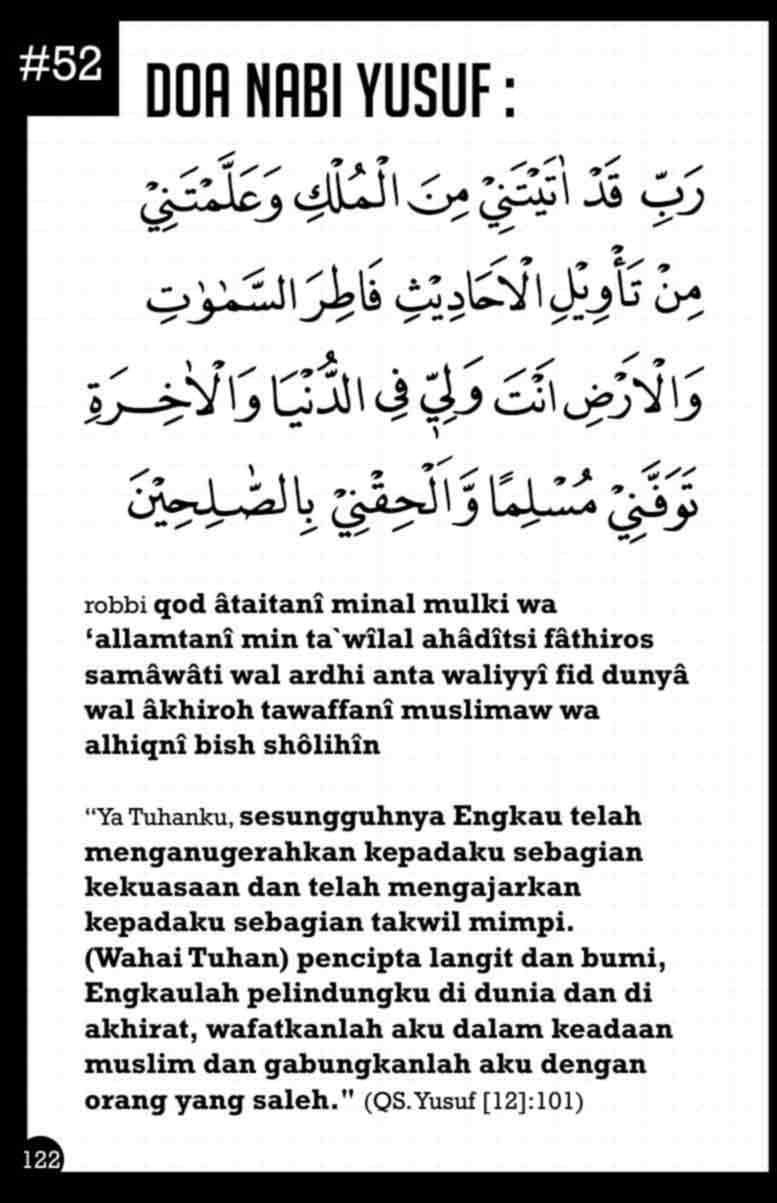 #52
DOA NABI YUSUF :
رَبِّ قَدْ اٰتَيْتَنِيْ مِنَ الْمُلْكِ وَعَلَّمْتَنِيْ
مِنْ تَأْوِيْلِ الْاَحَادِيْثِ فَاطِرَ السَّمٰوٰتِ
وَالْاَرْضِ اَنْتَ وَلِيّٖ فِى الدُّنْيَا وَالْاٰخِرَةِ
تَوَفَّنِيْ مُسْلِمًا وَّاَلْحِقْنِيْ بِالصّٰلِحِيْنَ
robbi qod âtaitanî minal mulki wa
‘allamtanî min ta`wîlal ahâdîtsi fâthiros
samâwâti wal ardhi anta waliyyî fid dunyâ
wal âkhiroh tawaffanî muslimaw wa
alhiqnî bish shôlihîn
“Ya Tuhanku, sesungguhnya Engkau telah
menganugerahkan kepadaku sebagian
kekuasaan dan telah mengajarkan
kepadaku sebagian takwil mimpi.
(Wahai Tuhan) pencipta langit dan bumi,
Engkaulah pelindungku di dunia dan di
akhirat, wafatkanlah aku dalam keadaan
muslim dan gabungkanlah aku dengan
orang yang saleh." (QS. Yusuf [12]:101)
122